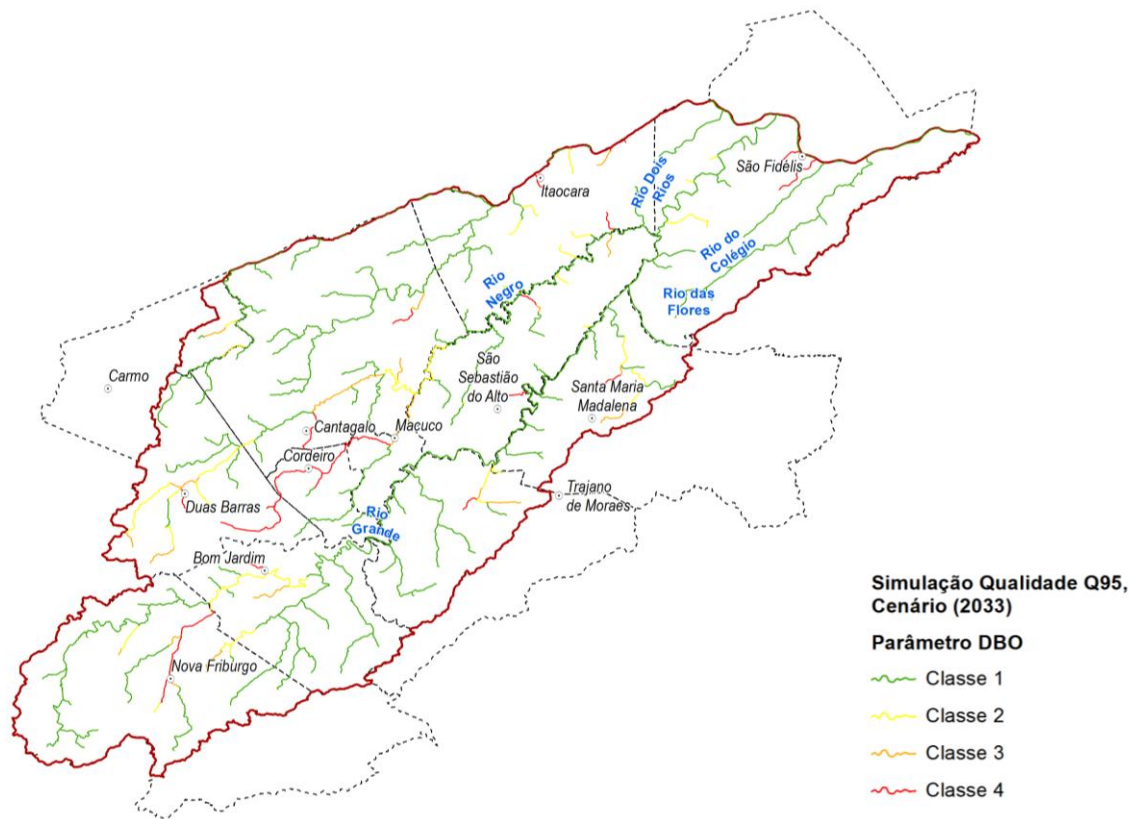 São Fidélis
Itaocara
Rio Dois
Rios
Rio do
Colégio
Rio
Negro
Rio das
Flores
Carmo
São
Sebastião
do Alto
Santa Maria
Madalena
Cantagalo
Macuco
Cordeiro
Duas Barras
Trajano
de Moraes
Rio
Grande
Bom Jardim
Nova Friburgo
Simulação Qualidade Q95,
Cenário (2033)
Parâmetro DBO
Classe 1
Classe 2
Classe 3
Classe 4